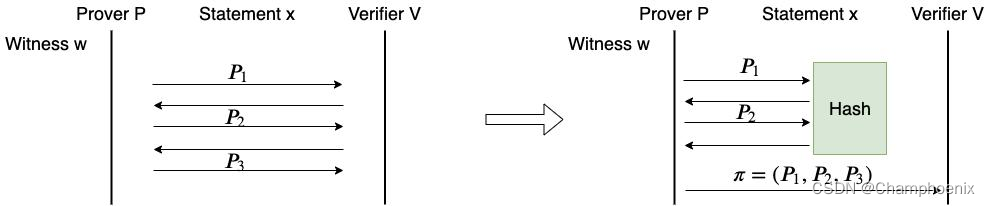 Prover P Statement x Verifier V
Witness w
P₁
P₂
P₃
Prover P Statement x Verifier V
Witness w
P₁
P₂
Hash
π = (P₁, P₂, P₃)
CSDN @Champhoenix